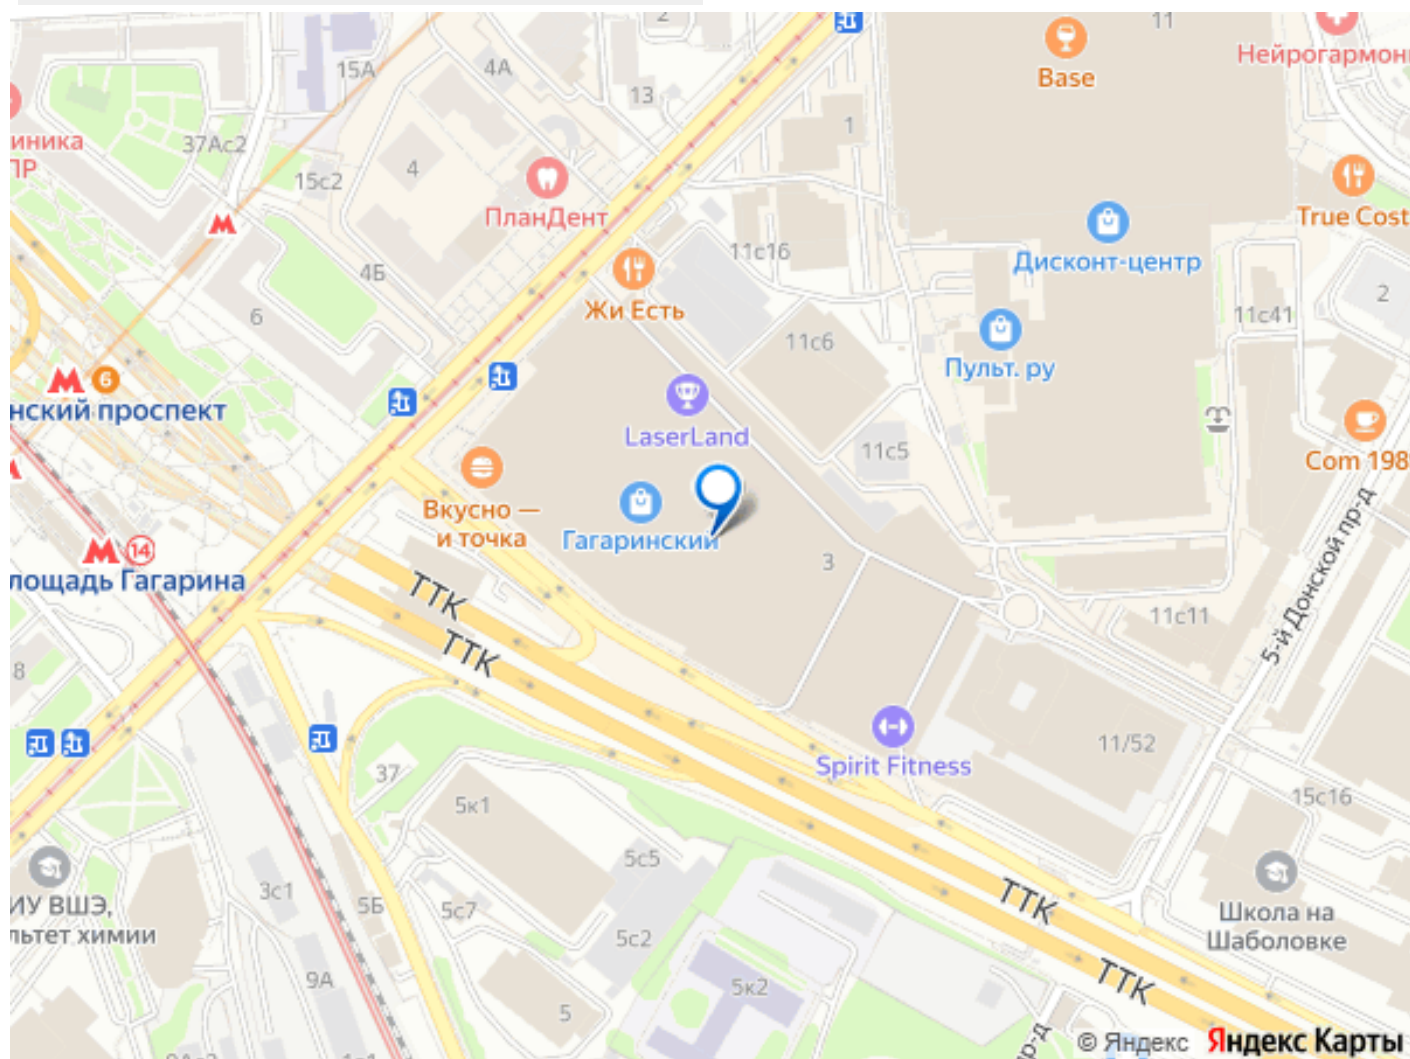 2
11
Base
Нейрогармон
15А
4А
13
1
иника
ПР
37Ас2
15с2
4
ПланДент
True Cost
11с16
Дисконт-центр
4Б
Жи Есть
2
6
11с41
11с6
Пульт. ру
6
нский проспект
LaserLand
11с5
Com 198
Вкусно —
и точка
Гагаринский
3
14
лощадь Гагарина
ТТК
ТТК
5-й Донской пр-д
11с11
8
11/52
Spirit Fitness
37
5к1
15с16
5с5
3с1
5Б
5с7
ИУ ВШЭ,
льтет химии
ТТК
Школа на
Шаболовке
5с2
9А
5к2
ТТК
5
р-д
© Яндекс Яндекс Карты